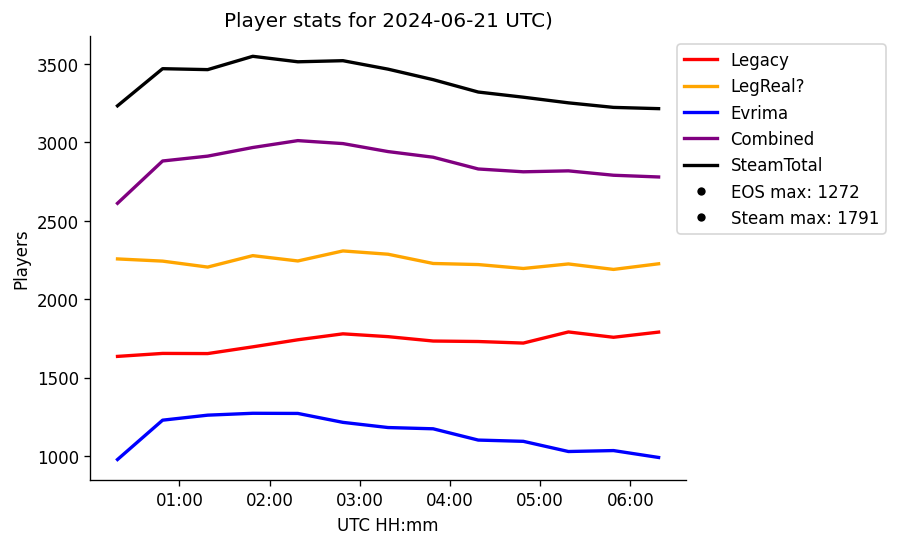 Player stats for 2024-06-21 UTC)
Players
3500
3000
2500
2000
1500
1000
01:00
02:00
03:00
04:00
05:00
06:00
UTC HH:mm
Legacy
LegReal?
Evrima
Combined
SteamTotal
EOS max: 1272
Steam max: 1791